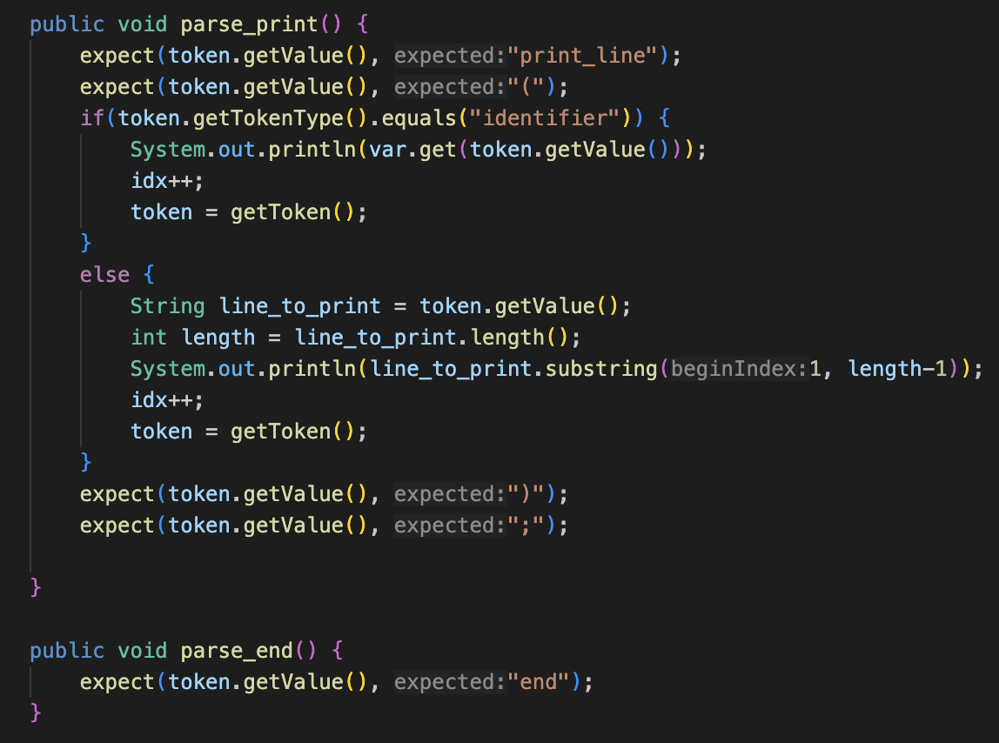 public void parse_print() {
    expect(token.getValue(), expected:"print_line");
    expect(token.getValue(), expected:"(");
    if(token.getTokenType().equals("identifier")) {
        System.out.println(var.get(token.getValue()));
        idx++;
        token = getToken();
    }
    else {
        String line_to_print = token.getValue();
        int length = line_to_print.length();
        System.out.println(line_to_print.substring(beginIndex:1, length-1));
        idx++;
        token = getToken();
    }
    expect(token.getValue(), expected:")");
    expect(token.getValue(), expected:";");
}
public void parse_end() {
    expect(token.getValue(), expected:"end");
}